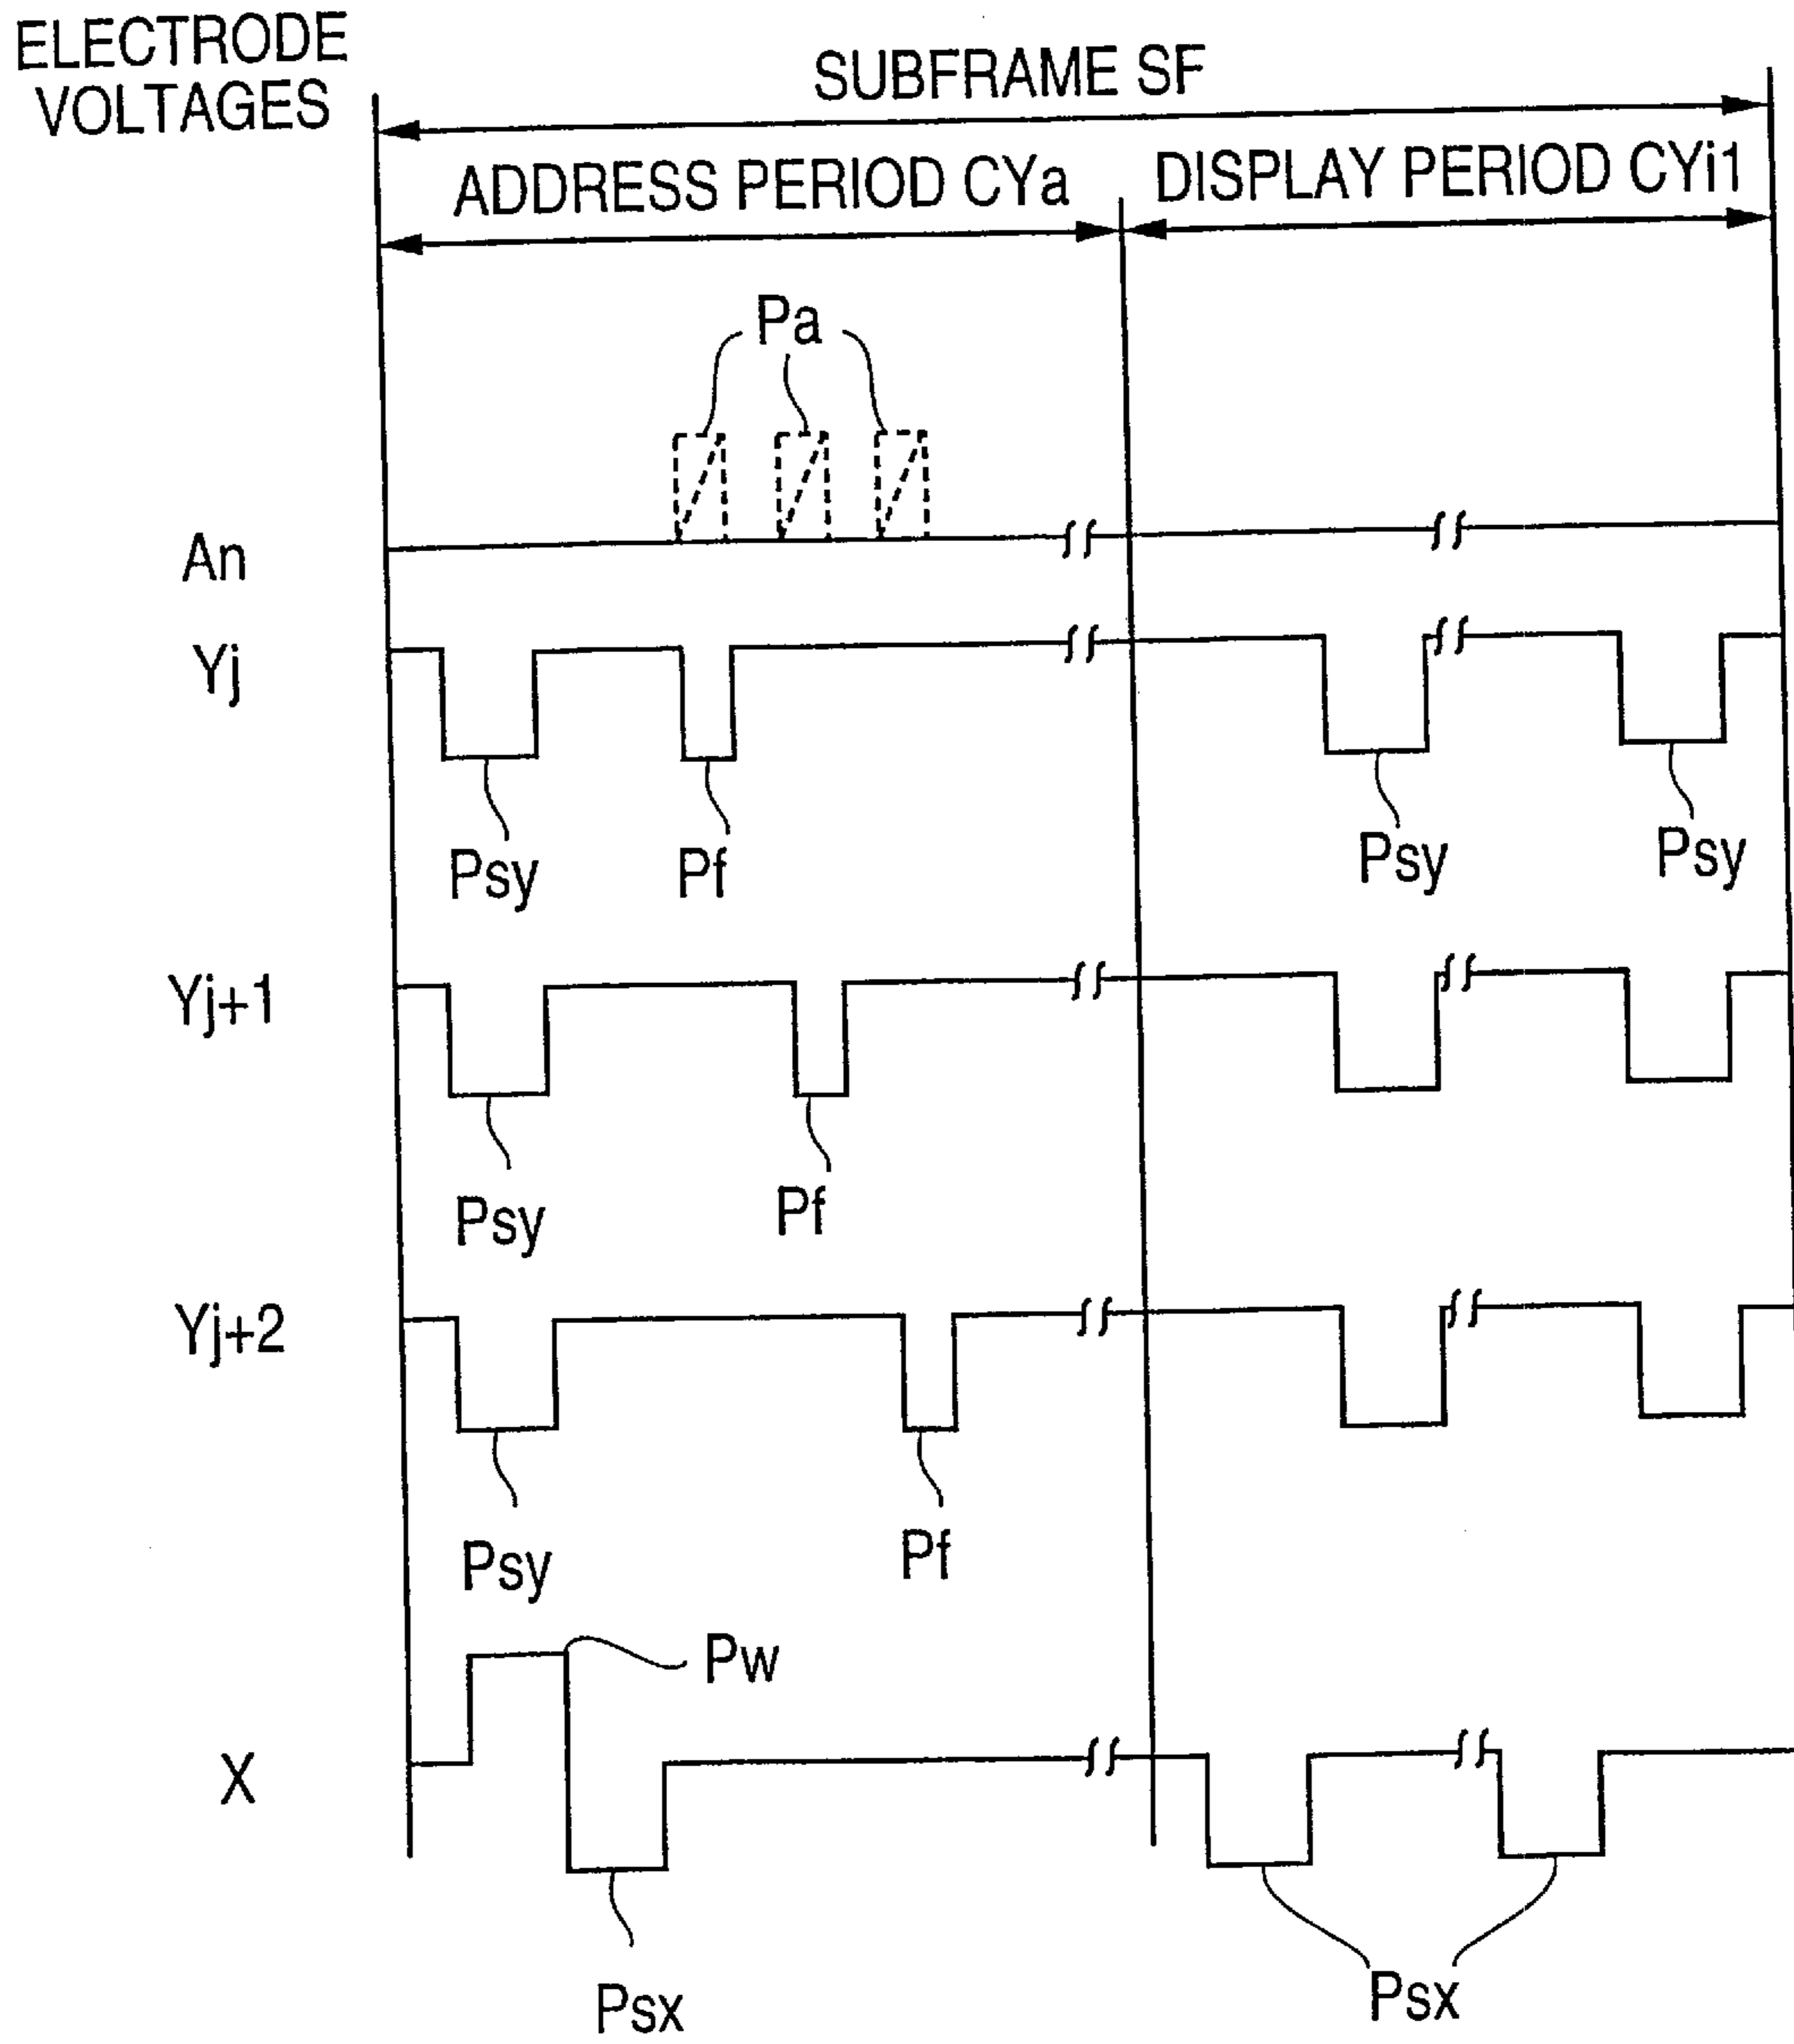 ELECTRODE
VOLTAGES
SUBFRAME SF
ADDRESS PERIOD CYa
DISPLAY PERIOD CYi1
Pa
An
Yj
Psy
Pf
Psy
Psy
Yj+1
Psy
Pf
Yj+2
Psy
Pf
Pw
X
Psx
Psx